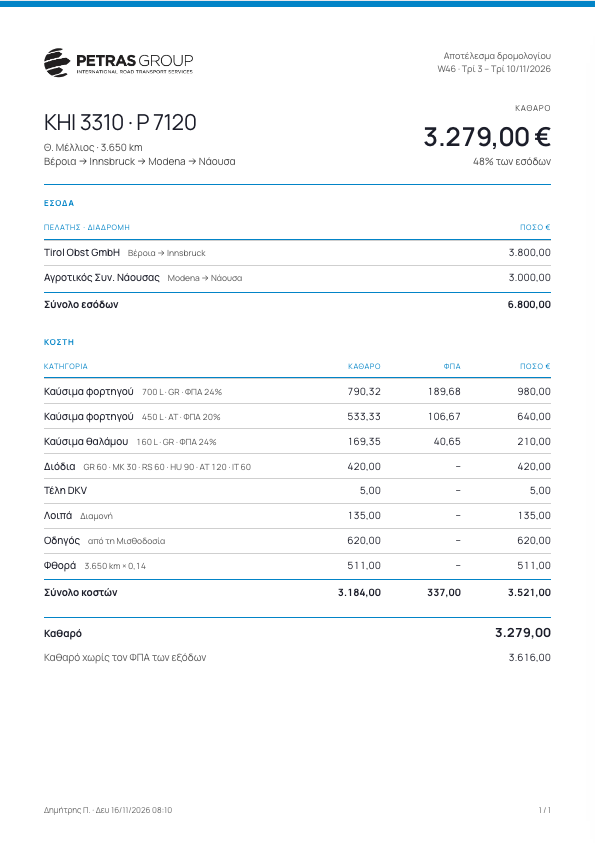 PETRAS GROUP
INTERNATIONAL ROAD TRANSPORT SERVICES
Αποτέλεσμα δρομολογίου
W46 · Τρί 3 – Τρί 10/11/2026
ΚΑΘΑΡΟ
KHI 3310 · P 7120
3.279,00 €
Θ. Μέλλιος · 3.650 km
Βέροια → Innsbruck → Modena → Νάουσα
48% των εσόδων
ΕΣΟΔΑ
ΠΕΛΑΤΗΣ · ΔΙΑΔΡΟΜΗ ΠΟΣΟ €
Tirol Obst GmbH Βέροια → Innsbruck 3.800,00
Αγροτικός Συν. Νάουσας Modena → Νάουσα 3.000,00
Σύνολο εσόδων 6.800,00
ΚΟΣΤΗ
ΚΑΤΗΓΟΡΙΑ ΚΑΘΑΡΟ ΦΠΑ ΠΟΣΟ €
Καύσιμα φορτηγού 700 L · GR · ΦΠΑ 24% 790,32 189,68 980,00
Καύσιμα φορτηγού 450 L · AT · ΦΠΑ 20% 533,33 106,67 640,00
Καύσιμα θαλάμου 160 L · GR · ΦΠΑ 24% 169,35 40,65 210,00
Διόδια GR 60 · MK 30 · RS 60 · HU 90 · AT 120 · IT 60 420,00 – 420,00
Τέλη DKV 5,00 – 5,00
Λοιπά Διαμονή 135,00 – 135,00
Οδηγός από τη Μισθοδοσία 620,00 – 620,00
Φθορά 3.650 km × 0,14 511,00 – 511,00
Σύνολο κοστών 3.184,00 337,00 3.521,00
Καθαρό 3.279,00
Καθαρό χωρίς τον ΦΠΑ των εξόδων 3.616,00
Δημήτρης Π. · Δευ 16/11/2026 08:10 1 / 1